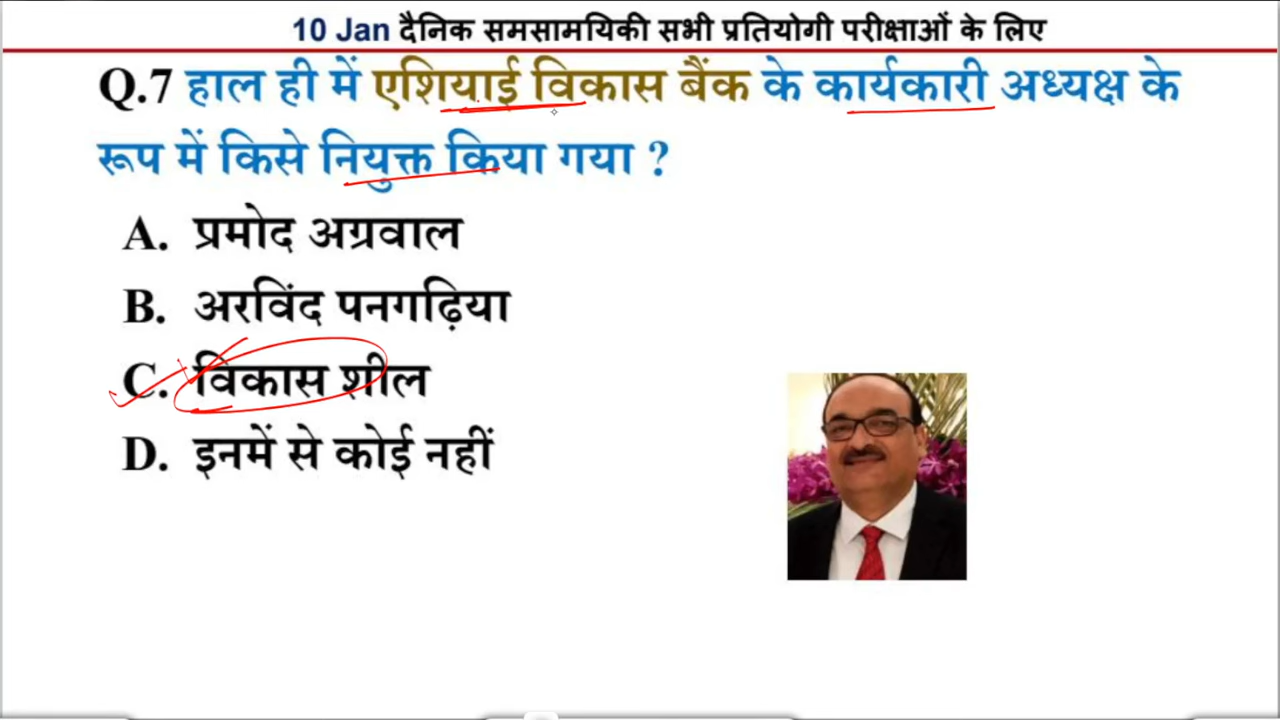 10 Jan दैनिक समसामयिकी सभी प्रतियोगी परीक्षाओं के लिए
Q.7 हाल ही में एशियाई विकास बैंक के कार्यकारी अध्यक्ष के
रूप में किसे नियुक्त किया गया ?
A. प्रमोद अग्रवाल
B. अरविंद पनगढ़िया
C. विकास शील
D. इनमें से कोई नहीं